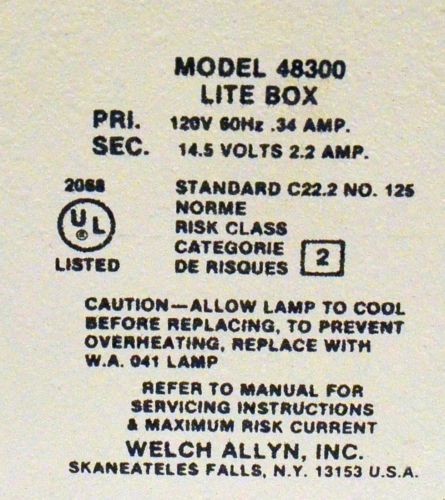 MODEL 48300
LITE BOX
PRI. 120V 60Hz .34 AMP.
SEC. 14.5 VOLTS 2.2 AMP.
2068
UL
®
LISTED
STANDARD C22.2 NO. 125
NORME
RISK CLASS
CATEGORIE
DE RISQUES 2
CAUTION—ALLOW LAMP TO COOL
BEFORE REPLACING, TO PREVENT
OVERHEATING, REPLACE WITH
W.A. 041 LAMP
REFER TO MANUAL FOR
SERVICING INSTRUCTIONS
& MAXIMUM RISK CURRENT
WELCH ALLYN, INC.
SKANEATELES FALLS, N.Y. 13153 U.S.A.